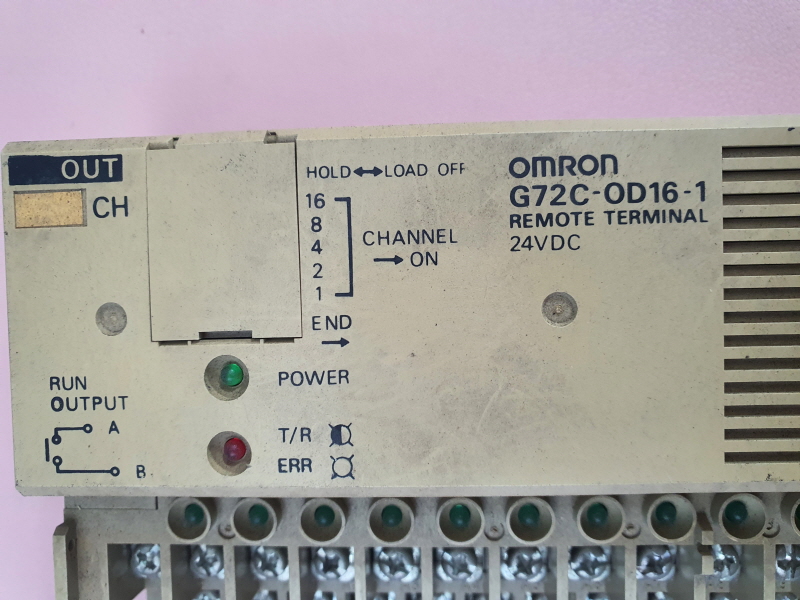 OUT
CH
HOLD↔LOAD OFF
16
8
4
2
1
CHANNEL
→ ON
END
→
OMRON
G72C-OD16-1
REMOTE TERMINAL
24VDC
POWER
RUN
OUTPUT
A
B
T/R
ERR